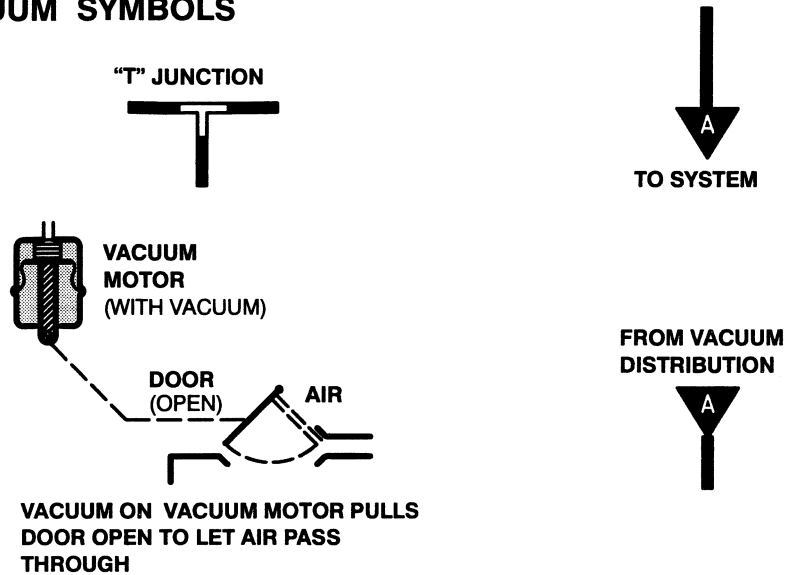 SYMBOLS
"T" JUNCTION
A
TO SYSTEM
VACUUM
MOTOR
(WITH VACUUM)
DOOR
(OPEN)
AIR
VACUUM ON VACUUM MOTOR PULLS
DOOR OPEN TO LET AIR PASS
THROUGH
FROM VACUUM
DISTRIBUTION
A